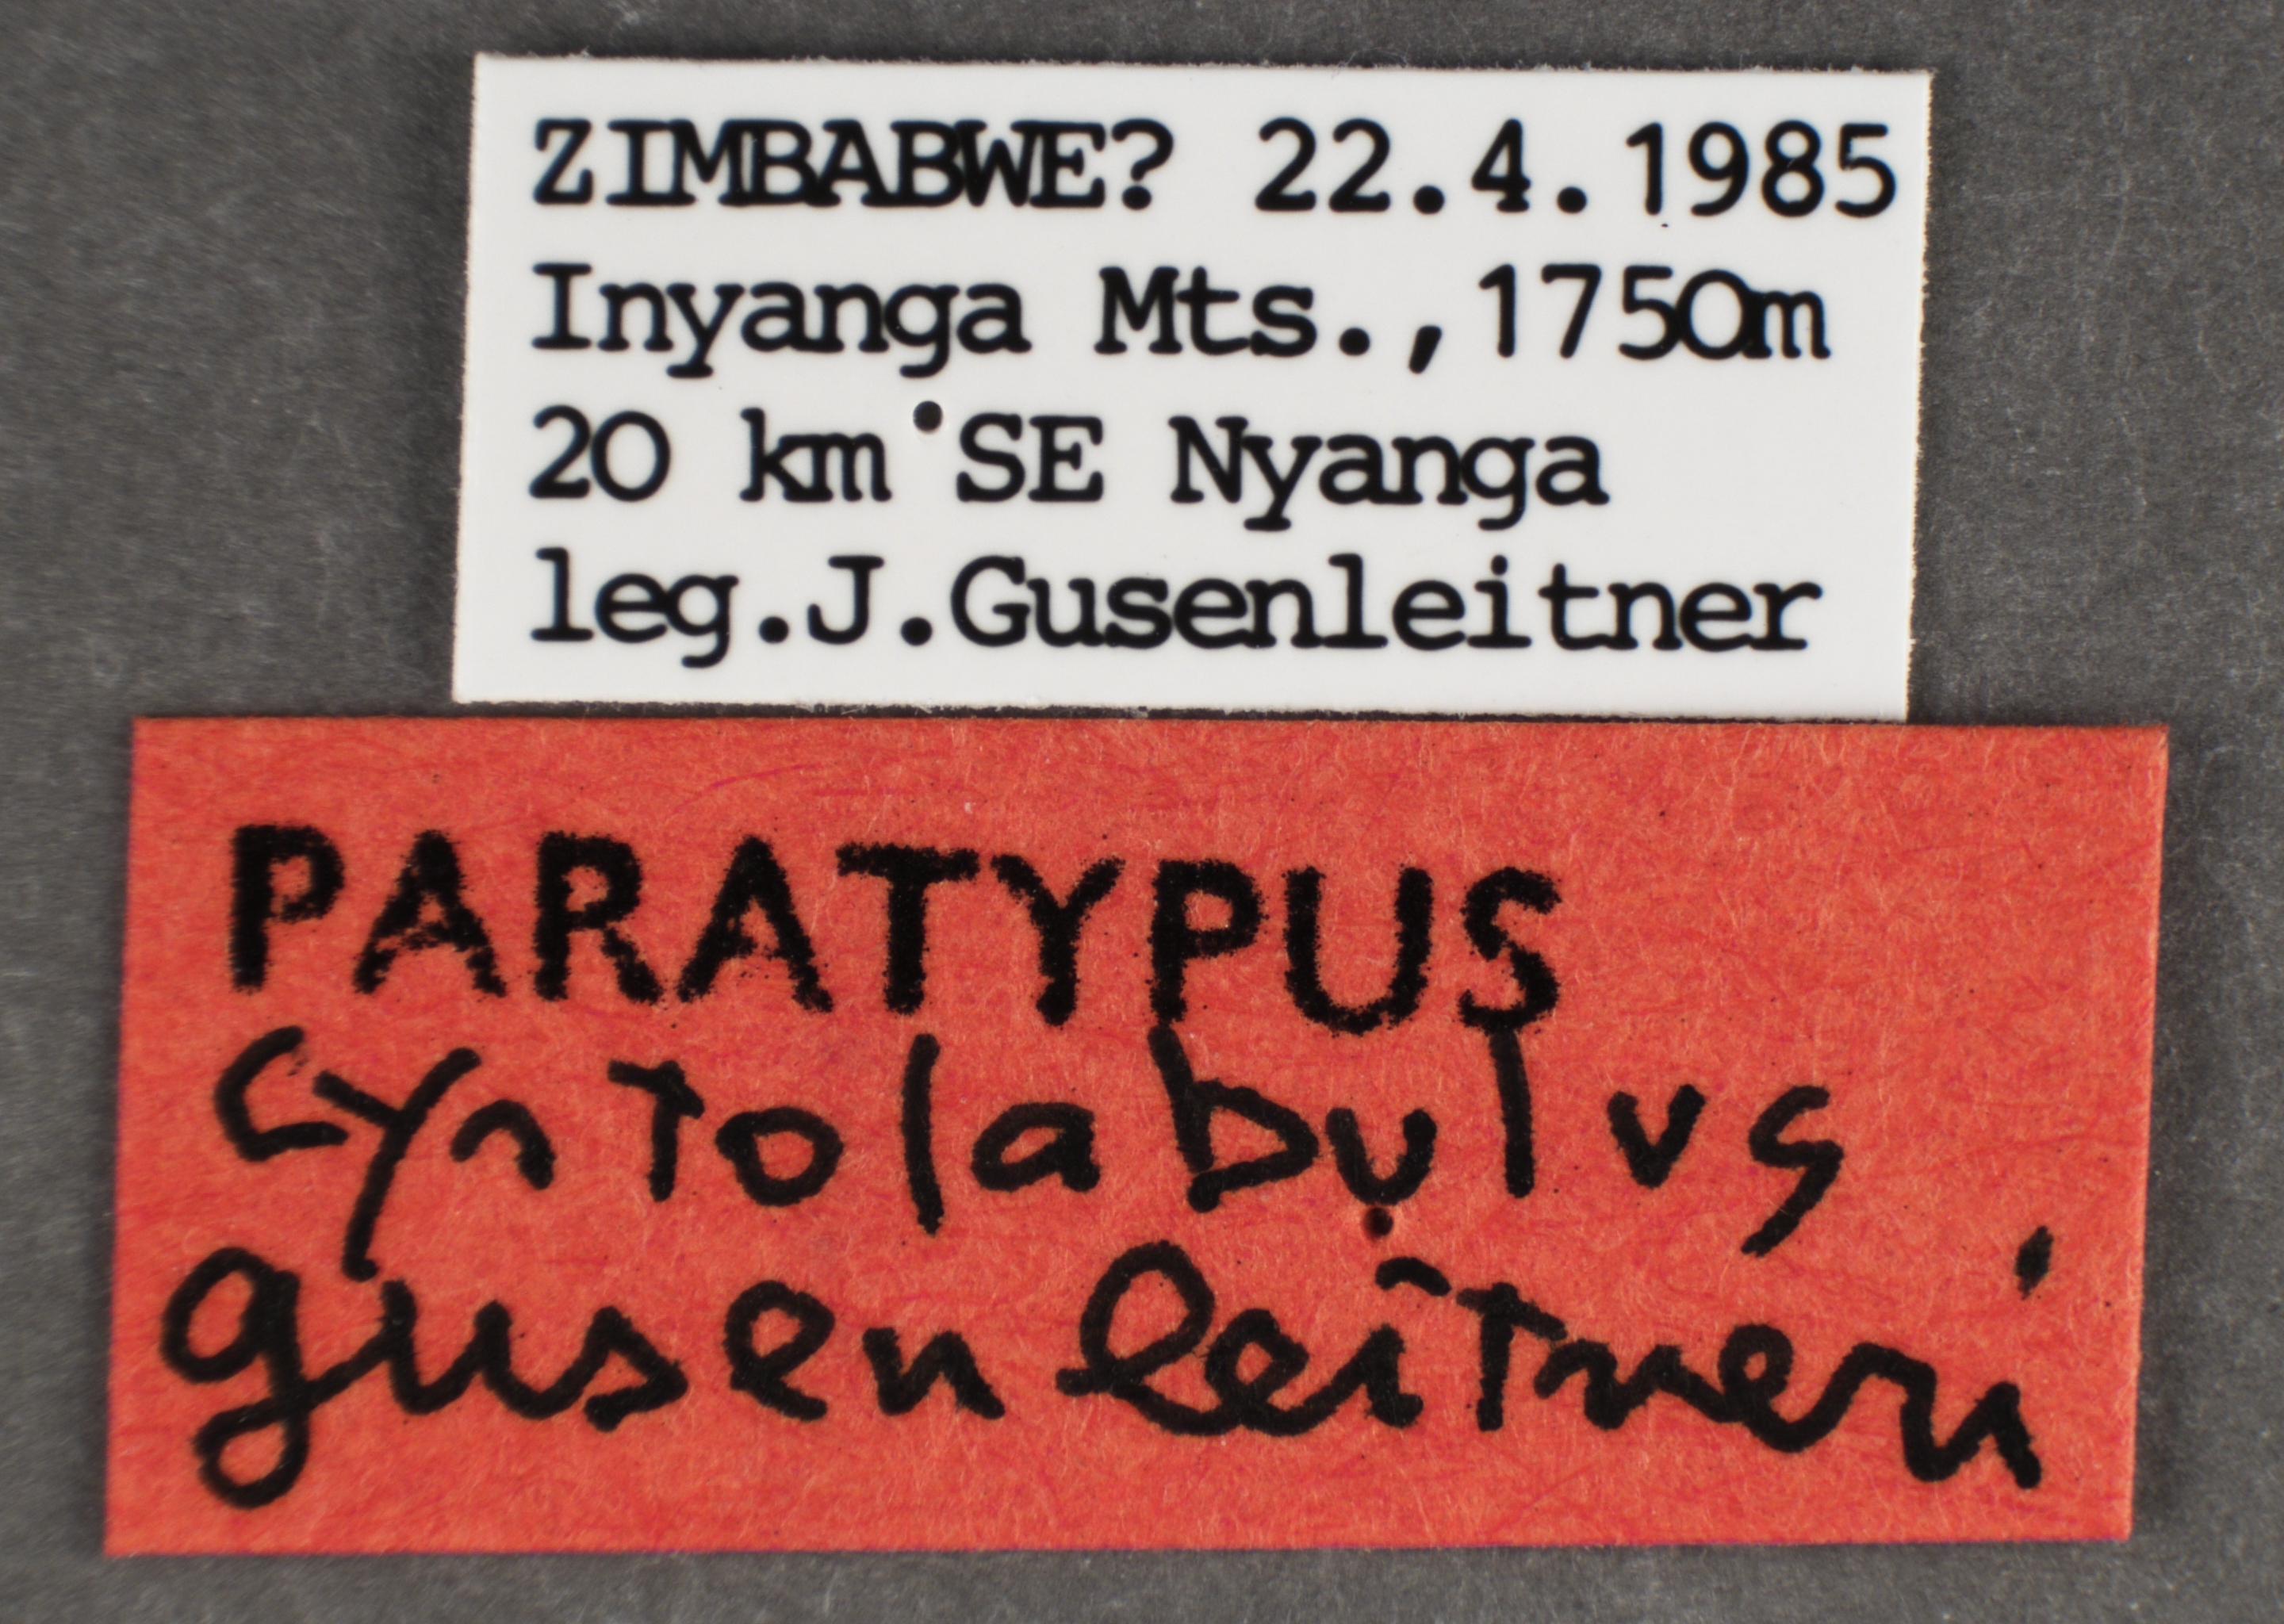 ZIMBABWE? 22.4.1985
Inyanga Mts.,1750m
20 km SE Nyanga
leg.J.Gusenleitner
PARATYPUS
Cyrtolabulus
gusenleitneri